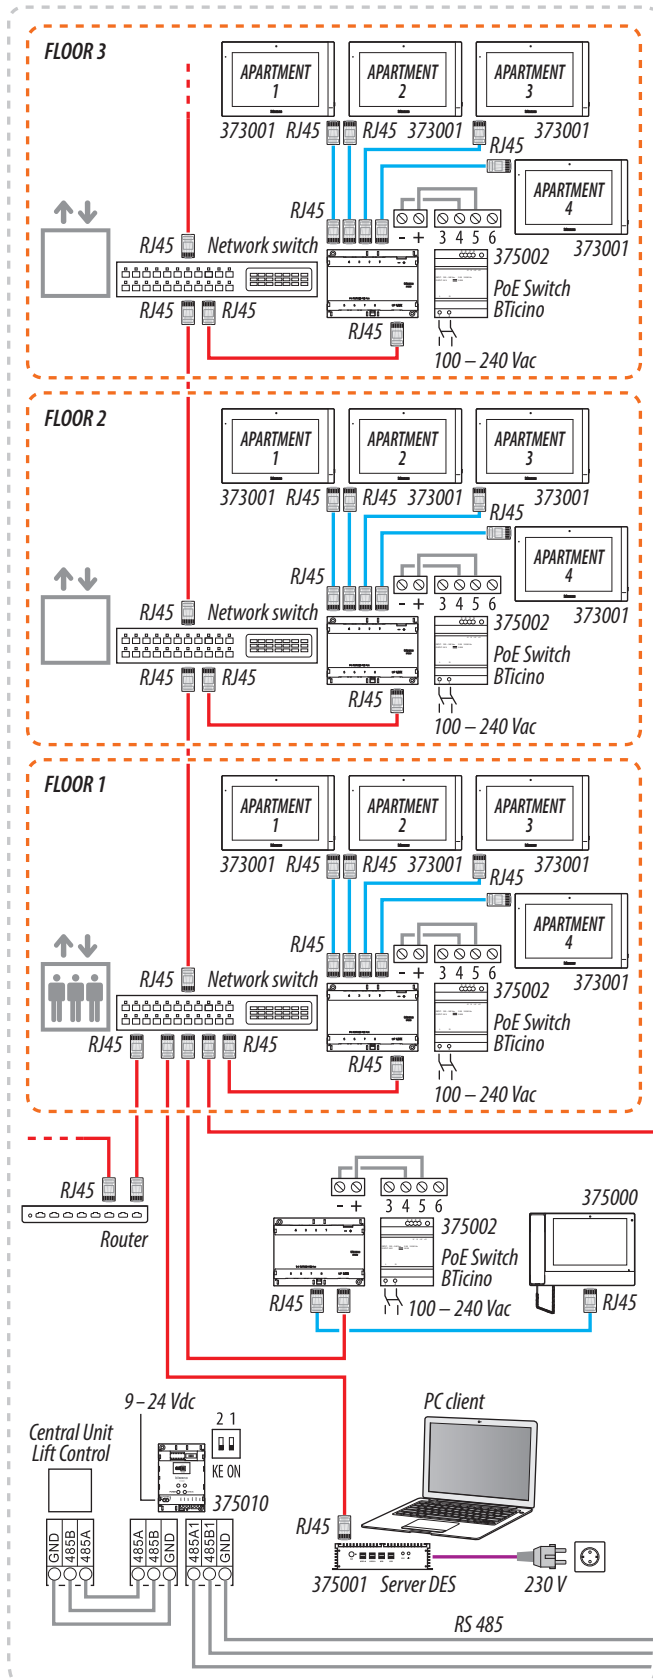 FLOOR 3
APARTMENT 1
APARTMENT 2
APARTMENT 3
373001 RJ45 RJ45 373001 373001
RJ45
APARTMENT 4
373001
RJ45
- + 3 4 5 6
375002
RJ45 Network switch
PoE Switch
BTicino
RJ45 RJ45
RJ45
100 – 240 Vac
FLOOR 2
APARTMENT 1
APARTMENT 2
APARTMENT 3
373001 RJ45 RJ45 373001 373001
RJ45
APARTMENT 4
373001
RJ45
- + 3 4 5 6
375002
RJ45 Network switch
PoE Switch
BTicino
RJ45 RJ45
RJ45
100 – 240 Vac
FLOOR 1
APARTMENT 1
APARTMENT 2
APARTMENT 3
373001 RJ45 RJ45 373001 373001
RJ45
APARTMENT 4
373001
RJ45
- + 3 4 5 6
375002
RJ45 Network switch
PoE Switch
BTicino
RJ45 RJ45
RJ45
100 – 240 Vac
RJ45
Router
- + 3 4 5 6
375002
375000
PoE Switch
BTicino
RJ45
100 – 240 Vac
RJ45
9 – 24 Vdc
PC client
Central Unit
Lift Control
2 1
KE ON
375010
GND 485B 485A
485A 485B GND
485A1 485B1 GND
RJ45
375001 Server DES
230 V
RS 485